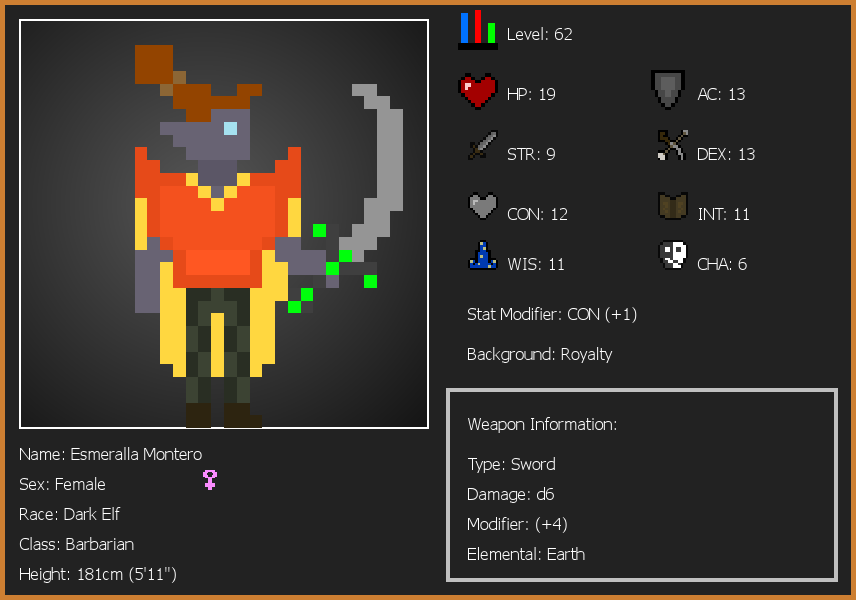 Level: 62
HP: 19
AC: 13
STR: 9
DEX: 13
CON: 12
INT: 11
WIS: 11
CHA: 6
Stat Modifier: CON (+1)
Background: Royalty
Weapon Information:
Type: Sword
Damage: d6
Modifier: (+4)
Elemental: Earth
Name: Esmeralla Montero
Sex: Female
Race: Dark Elf
Class: Barbarian
Height: 181cm (5'11")